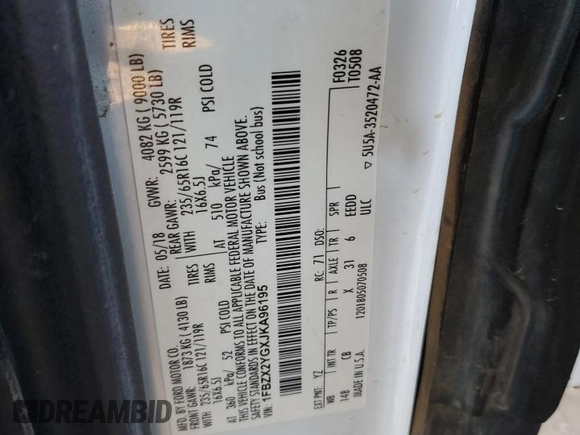 MFD. BY FORD MOTOR CO.
DATE: 05/18 GVWR: 4082 KG ( 9000 LB)
FRONT GAWR: 1873 KG ( 4130 LB) REAR GAWR: 2599 KG ( 5730 LB)
WITH 235/65R16C 121/119R TIRES 235/65R16C 121/119R TIRES
16X6.5J RIMS 16X6.5J RIMS
AT 360 kPa/ 52 PSI COLD AT 510 kPa/ 74 PSI COLD
THIS VEHICLE CONFORMS TO ALL APPLICABLE FEDERAL MOTOR VEHICLE
SAFETY STANDARDS IN EFFECT ON THE DATE OF MANUFACTURE SHOWN ABOVE.
1FBZX2YGXJKA96195 TYPE: Bus (Not school bus)
F0326
T0508
EXT PNT: YZ RC: 71 DSO:
WB INT TR TP/PS R AXLE TR SPR
148 CB X 31 6 EEDD
ULC
MADE IN U.S.A. 1201805070508
▽ 5U5A-3520472-AA
AUTOBIDMASTER
DREAMBID